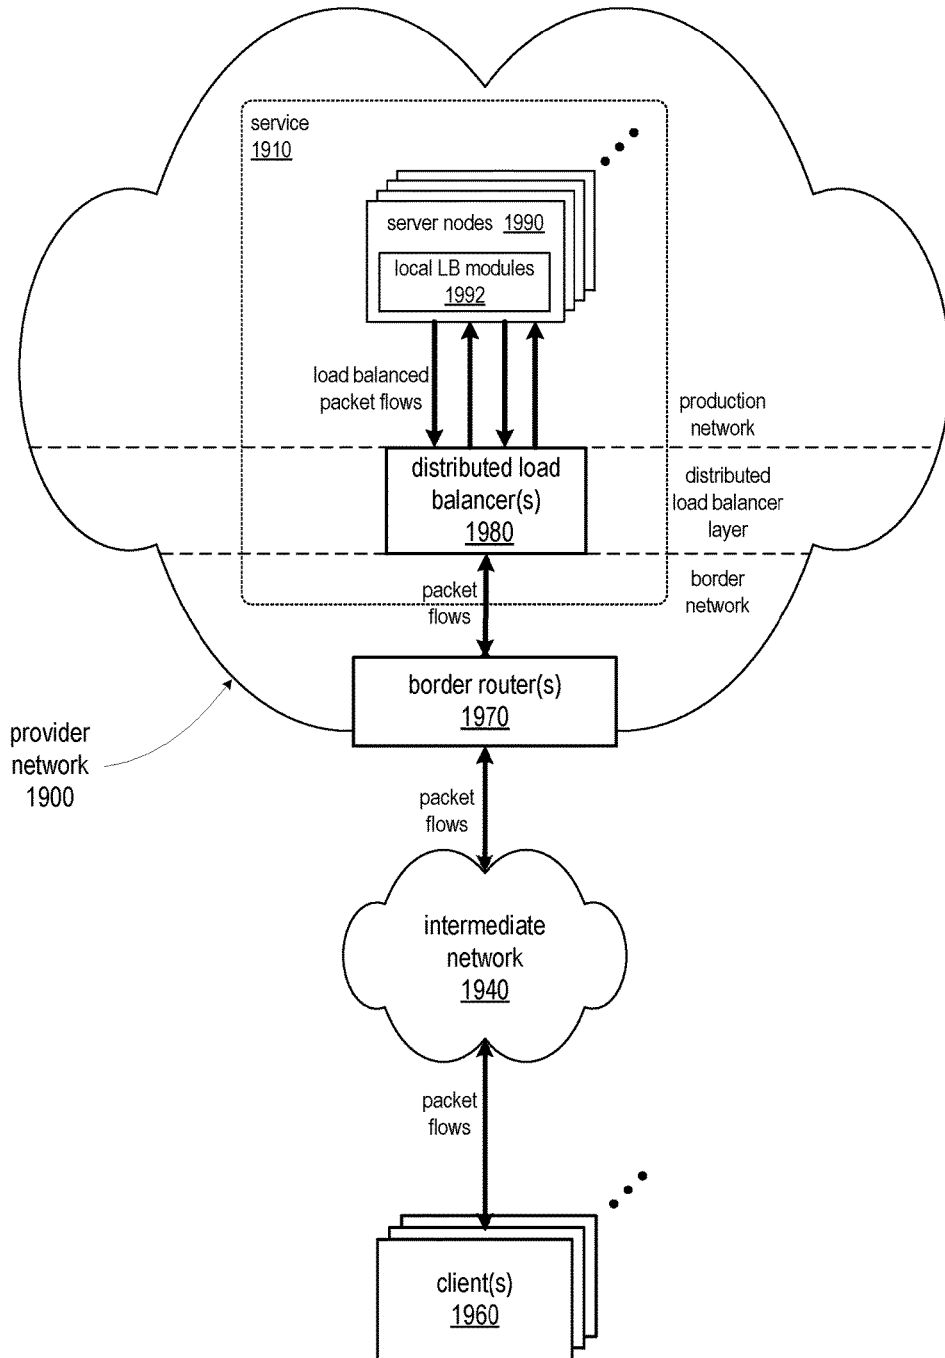 service
1910
server nodes 1990
local LB modules
1992
load balanced
packet flows
production
network
distributed load
balancer(s)
1980
distributed
load balancer
layer
packet
flows
border
network
border router(s)
1970
provider
network
1900
packet
flows
intermediate
network
1940
packet
flows
client(s)
1960